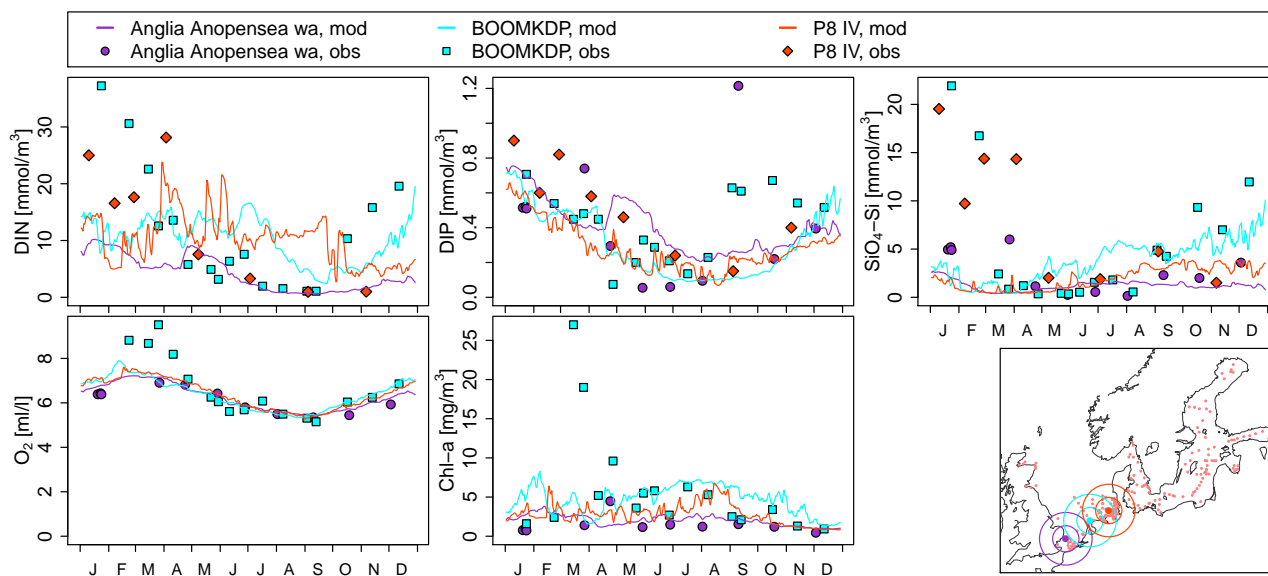 Anglia Anopensea wa, mod BOOMKDP, mod P8 IV, mod
Anglia Anopensea wa, obs BOOMKDP, obs P8 IV, obs
DIN [mmol/m³]
0 10 20 30
DIP [mmol/m³]
0.0 0.4 0.8 1.2
SiO₄−Si [mmol/m³]
0 5 10 15 20
J F M A M J J A S O N D
O₂ [ml/l]
0 2 4 6 8
J F M A M J J A S O N D
Chl−a [mg/m³]
0 5 10 15 20 25
J F M A M J J A S O N D